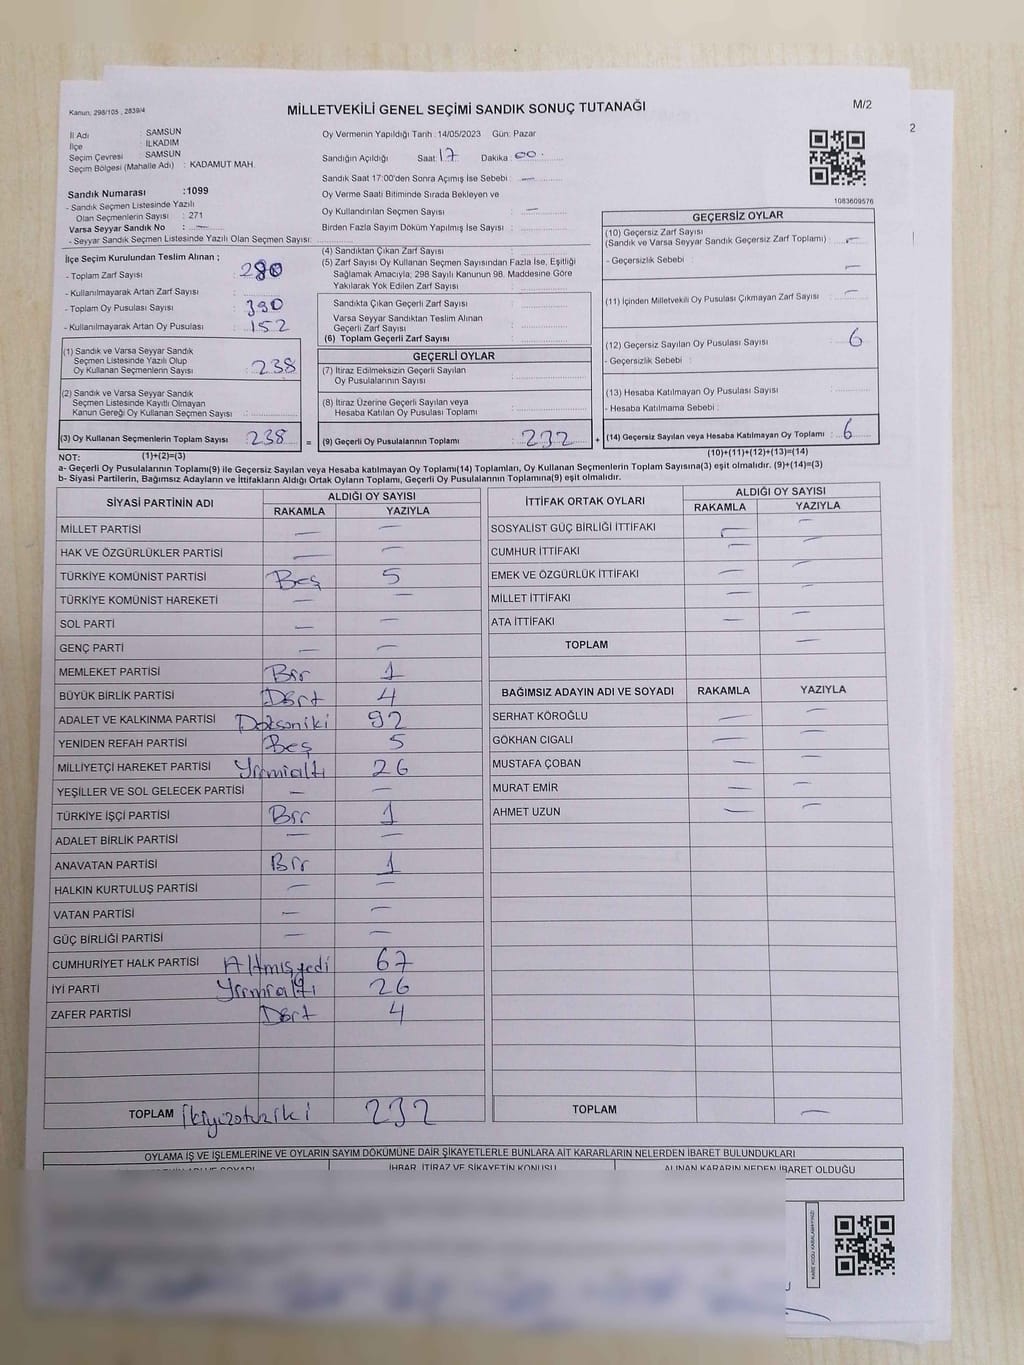 Kanun; 298/105 , 2839/4
MİLLETVEKİLİ GENEL SEÇİMİ SANDIK SONUÇ TUTANAĞI
M/2
2
İl Adı : SAMSUN
İlçe : İLKADIM
Seçim Çevresi : SAMSUN
Seçim Bölgesi (Mahalle Adı) : KADAMUT MAH.
Oy Vermenin Yapıldığı Tarih : 14/05/2023 Gün: Pazar
Sandığın Açıldığı Saat: 17 Dakika : 00
Sandık Saat 17:00'den Sonra Açımış İse Sebebi : —
Oy Verme Saati Bitiminde Sırada Bekleyen ve
Oy Kullandırılan Seçmen Sayısı : —
Birden Fazla Sayım Döküm Yapılmış İse Sayısı :
1083609576
Sandık Numarası :1099
- Sandık Seçmen Listesinde Yazılı
Olan Seçmenlerin Sayısı : 271
Varsa Seyyar Sandık No : —
- Seyyar Sandık Seçmen Listesinde Yazılı Olan Seçmen Sayısı:
İlçe Seçim Kurulundan Teslim Alınan ;
- Toplam Zarf Sayısı : 280
- Kullanılmayarak Artan Zarf Sayısı :
- Toplam Oy Pusulası Sayısı : 390
- Kullanılmayarak Artan Oy Pusulası : 152
(1) Sandık ve Varsa Seyyar Sandık
Seçmen Listesinde Yazılı Olup
Oy Kullanan Seçmenlerin Sayısı : 238
(2) Sandık ve Varsa Seyyar Sandık
Seçmen Listesinde Kayıtlı Olmayan
Kanun Gereği Oy Kullanan Seçmen Sayısı :
(3) Oy Kullanan Seçmenlerin Toplam Sayısı : 238 =
(4) Sandıktan Çıkan Zarf Sayısı :
(5) Zarf Sayısı Oy Kullanan Seçmen Sayısından Fazla İse, Eşitliği
Sağlamak Amacıyla; 298 Sayılı Kanunun 98. Maddesine Göre
Yakılarak Yok Edilen Zarf Sayısı :
Sandıkta Çıkan Geçerli Zarf Sayısı :
Varsa Seyyar Sandıktan Teslim Alınan
Geçerli Zarf Sayısı :
(6) Toplam Geçerli Zarf Sayısı :
GEÇERLİ OYLAR
(7) İtiraz Edilmeksizin Geçerli Sayılan
Oy Pusulalarının Sayısı :
(8) İtiraz Üzerine Geçerli Sayılan veya
Hesaba Katılan Oy Pusulası Toplamı :
(9) Geçerli Oy Pusulalarının Toplamı : 232 +
GEÇERSİZ OYLAR
(10) Geçersiz Zarf Sayısı
(Sandık ve Varsa Seyyar Sandık Geçersiz Zarf Toplamı) : —
- Geçersizlik Sebebi : —
(11) İçinden Milletvekili Oy Pusulası Çıkmayan Zarf Sayısı : —
(12) Geçersiz Sayılan Oy Pusulası Sayısı : 6
- Geçersizlik Sebebi :
(13) Hesaba Katılmayan Oy Pusulası Sayısı :
- Hesaba Katılmama Sebebi :
(14) Geçersiz Sayılan veya Hesaba Katılmayan Oy Toplamı : 6
NOT: (1)+(2)=(3)
(10)+(11)+(12)+(13)=(14)
a- Geçerli Oy Pusulalarının Toplamı(9) ile Geçersiz Sayılan veya Hesaba katılmayan Oy Toplamı(14) Toplamları, Oy Kullanan Seçmenlerin Toplam Sayısına(3) eşit olmalıdır. (9)+(14)=(3)
b- Siyasi Partilerin, Bağımsız Adayların ve İttifakların Aldığı Ortak Oyların Toplamı, Geçerli Oy Pusulalarının Toplamına(9) eşit olmalıdır.
SİYASİ PARTİNİN ADI
ALDIĞI OY SAYISI
RAKAMLA YAZIYLA
MİLLET PARTİSİ — —
HAK VE ÖZGÜRLÜKLER PARTİSİ — —
TÜRKİYE KOMÜNİST PARTİSİ Beş 5
TÜRKİYE KOMÜNİST HAREKETİ — —
SOL PARTİ — —
GENÇ PARTİ — —
MEMLEKET PARTİSİ Bir 1
BÜYÜK BİRLİK PARTİSİ Dört 4
ADALET VE KALKINMA PARTİSİ Doksaniki 92
YENİDEN REFAH PARTİSİ Beş 5
MİLLİYETÇİ HAREKET PARTİSİ Yirmialtı 26
YEŞİLLER VE SOL GELECEK PARTİSİ — —
TÜRKİYE İŞÇİ PARTİSİ Bir 1
ADALET BİRLİK PARTİSİ — —
ANAVATAN PARTİSİ Bir 1
HALKIN KURTULUŞ PARTİSİ — —
VATAN PARTİSİ — —
GÜÇ BİRLİĞİ PARTİSİ — —
CUMHURİYET HALK PARTİSİ Altmışyedi 67
İYİ PARTİ Yirmialtı 26
ZAFER PARTİSİ Dört 4
TOPLAM İkiyüzotuziki 232
İTTİFAK ORTAK OYLARI
ALDIĞI OY SAYISI
RAKAMLA YAZIYLA
SOSYALİST GÜÇ BİRLİĞİ İTTİFAKI — —
CUMHUR İTTİFAKI — —
EMEK VE ÖZGÜRLÜK İTTİFAKI — —
MİLLET İTTİFAKI — —
ATA İTTİFAKI — —
TOPLAM —
BAĞIMSIZ ADAYIN ADI VE SOYADI RAKAMLA YAZIYLA
SERHAT KÖROĞLU — —
GÖKHAN CIGALI — —
MUSTAFA ÇOBAN — —
MURAT EMİR — —
AHMET UZUN — —
TOPLAM —
OYLAMA İŞ VE İŞLEMLERİNE VE OYLARIN SAYIM DÖKÜMÜNE DAİR ŞİKAYETLERLE BUNLARA AİT KARARLARIN NELERDEN İBARET BULUNDUKLARI
İHBAR, İTİRAZ VE ŞİKAYETİN KONUSU
ALINAN KARARIN NEDEN İBARET OLDUĞU